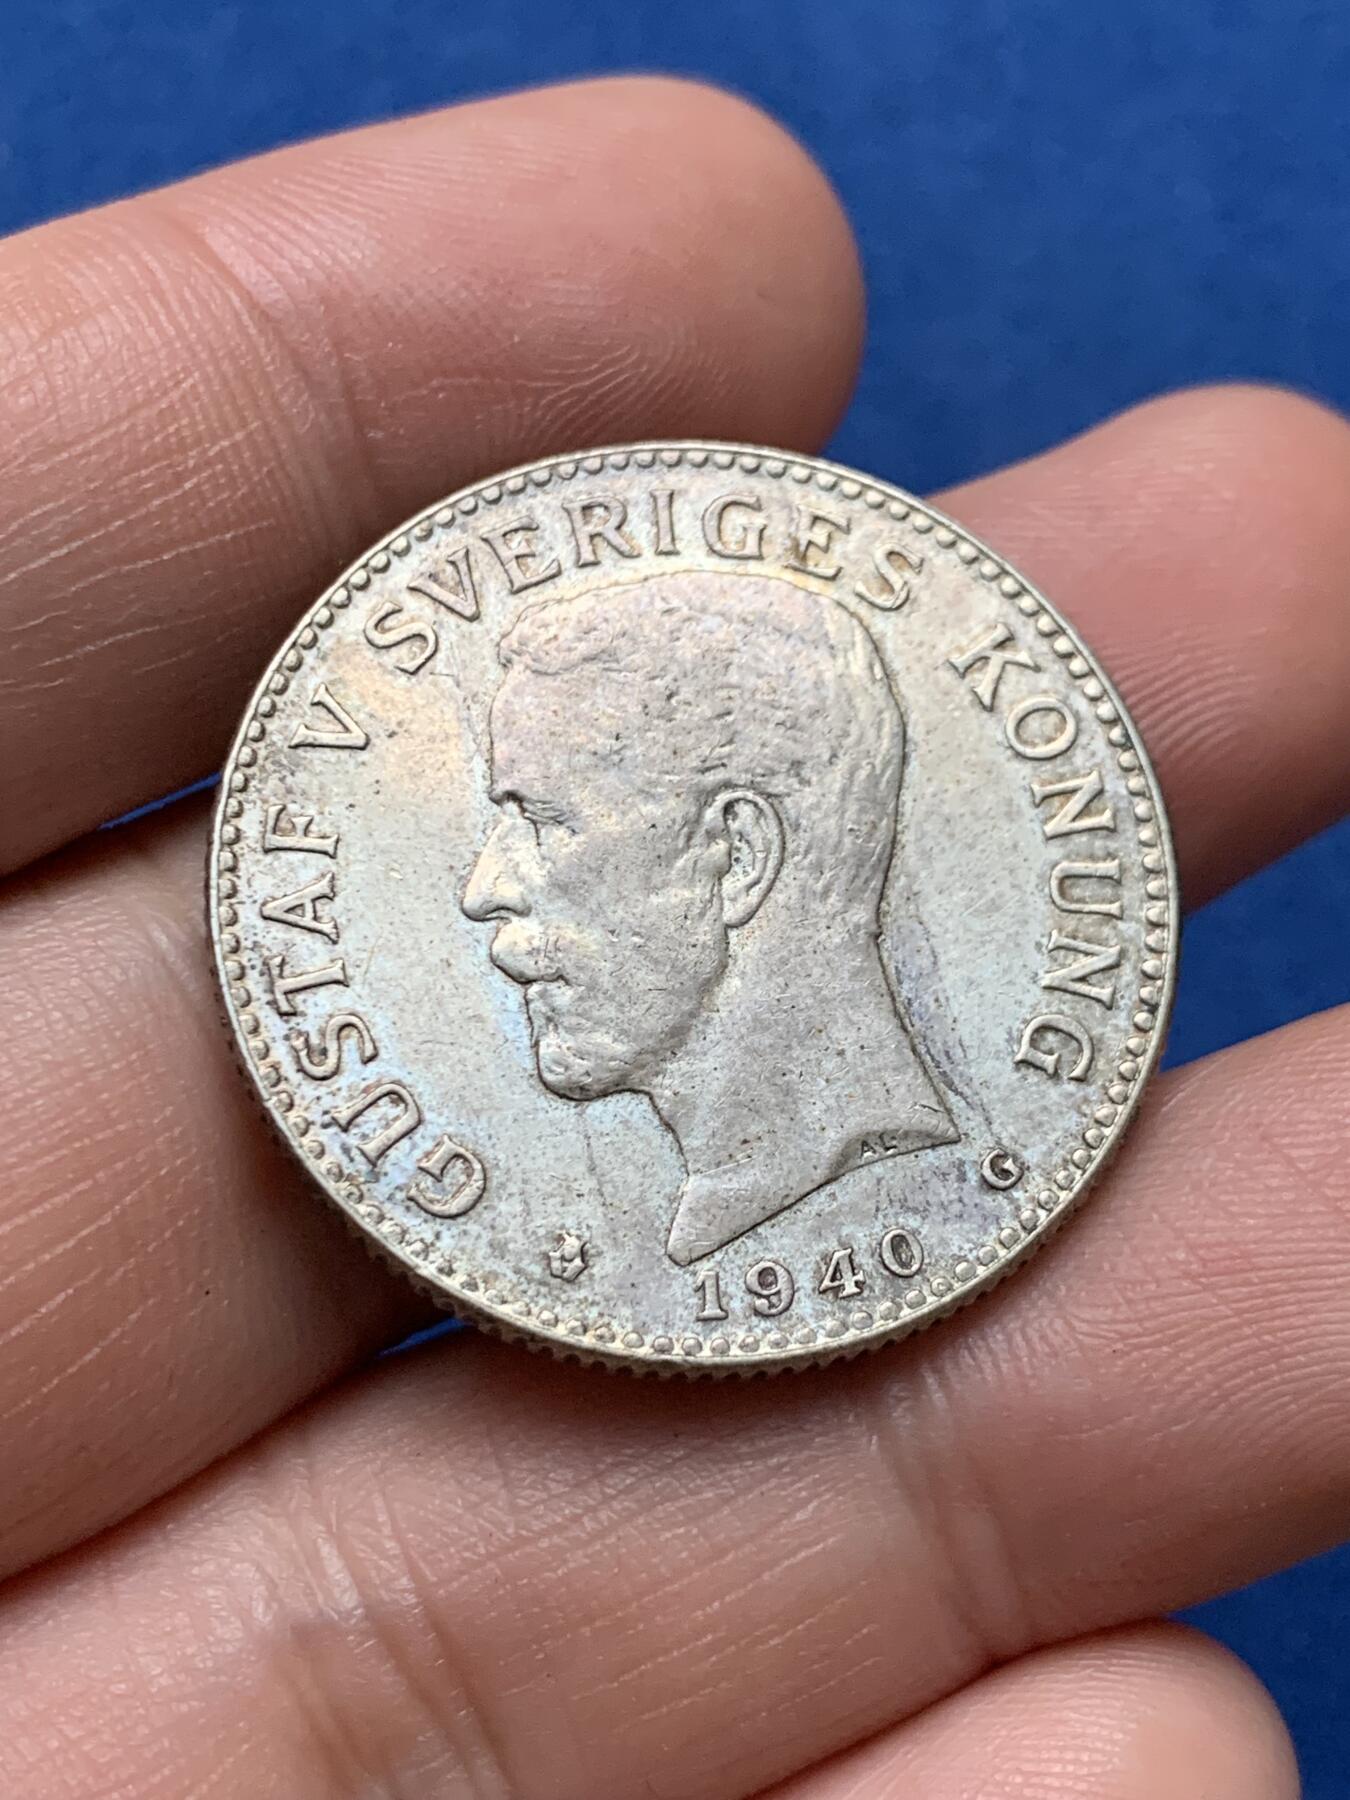 GUSTAF V SVERIGES KONUNG
AL
G
1940